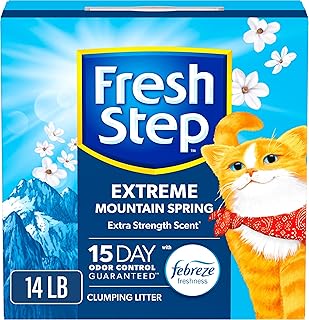 Fresh
Step™
EXTREME
MOUNTAIN SPRING
Extra Strength Scent*
15 DAY with
ODOR CONTROL
GUARANTEED**
febreze
freshness
14 LB
CLUMPING LITTER